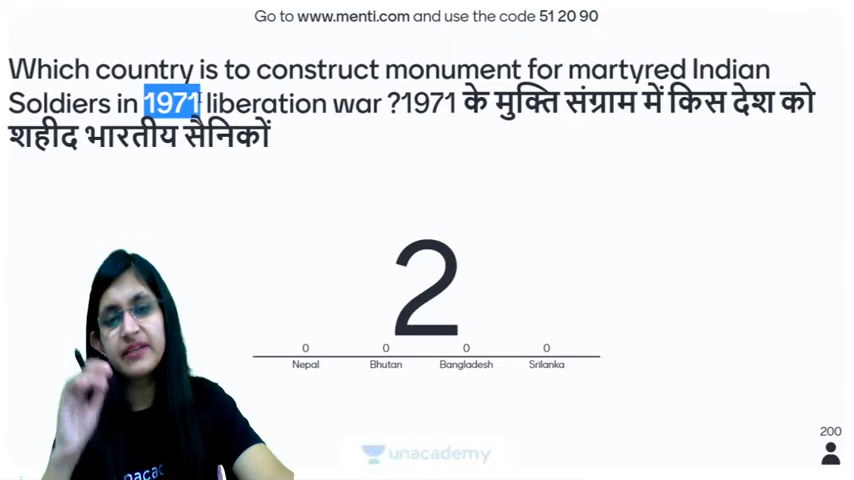 Go to www.menti.com and use the code 51 20 90
Which country is to construct monument for martyred Indian
Soldiers in 1971 liberation war ?1971 के मुक्ति संग्राम में किस देश को
शहीद भारतीय सैनिकों
2
0 0 0 0
Nepal Bhutan Bangladesh Srilanka
200
unacademy